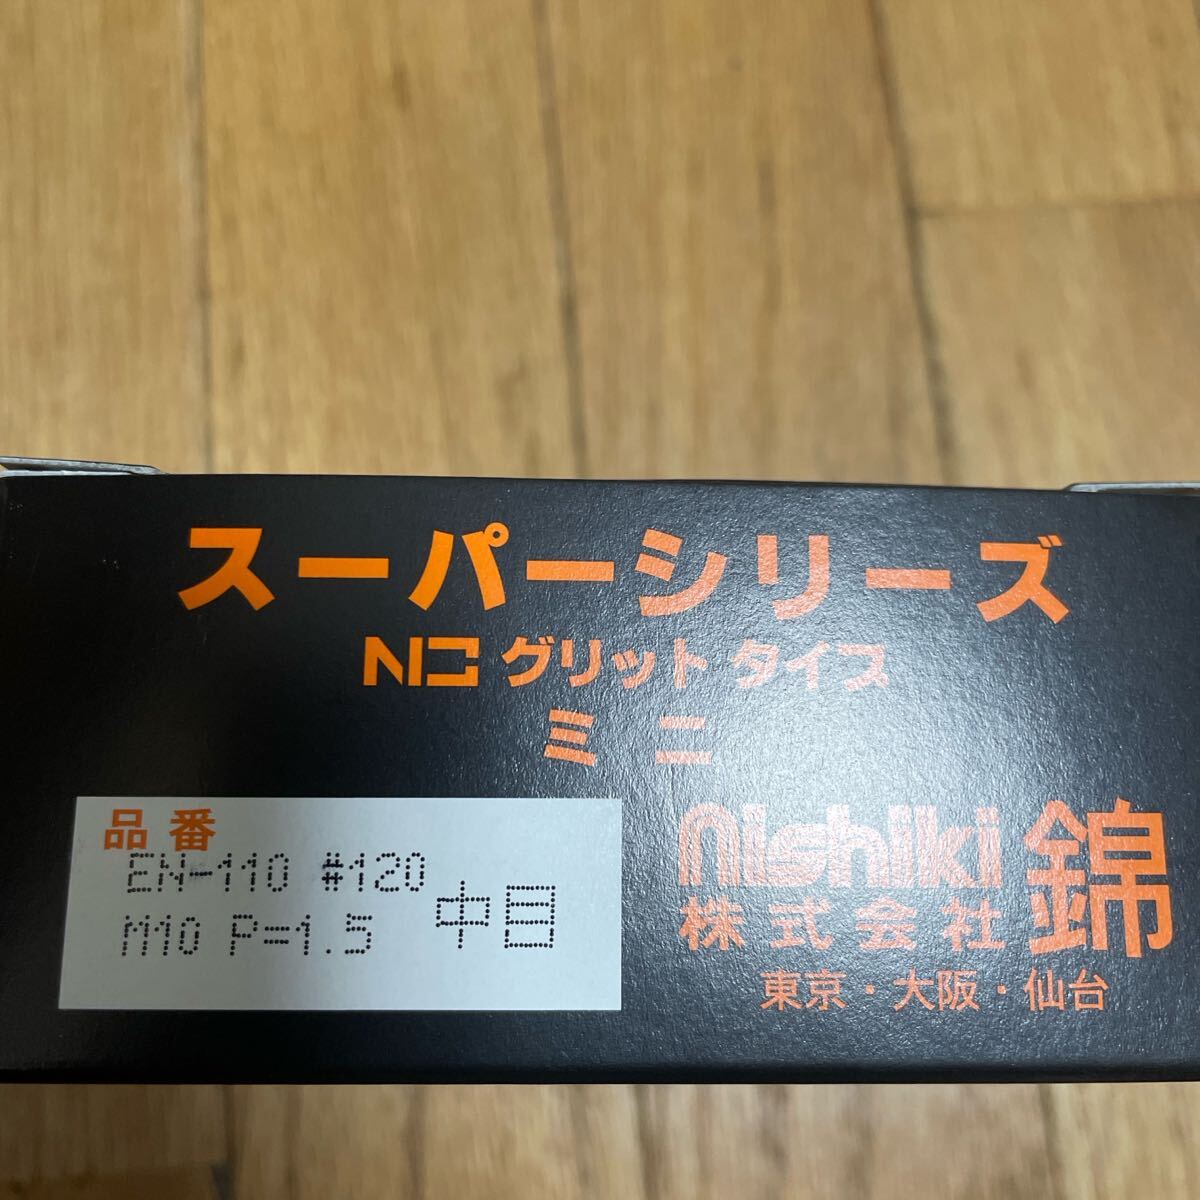 スーパーシリーズ
NC グリット タイス
ミニ
品番
EN-110 #120
M10 P=1.5 中目
nishiki
株式会社 錦
東京・大阪・仙台